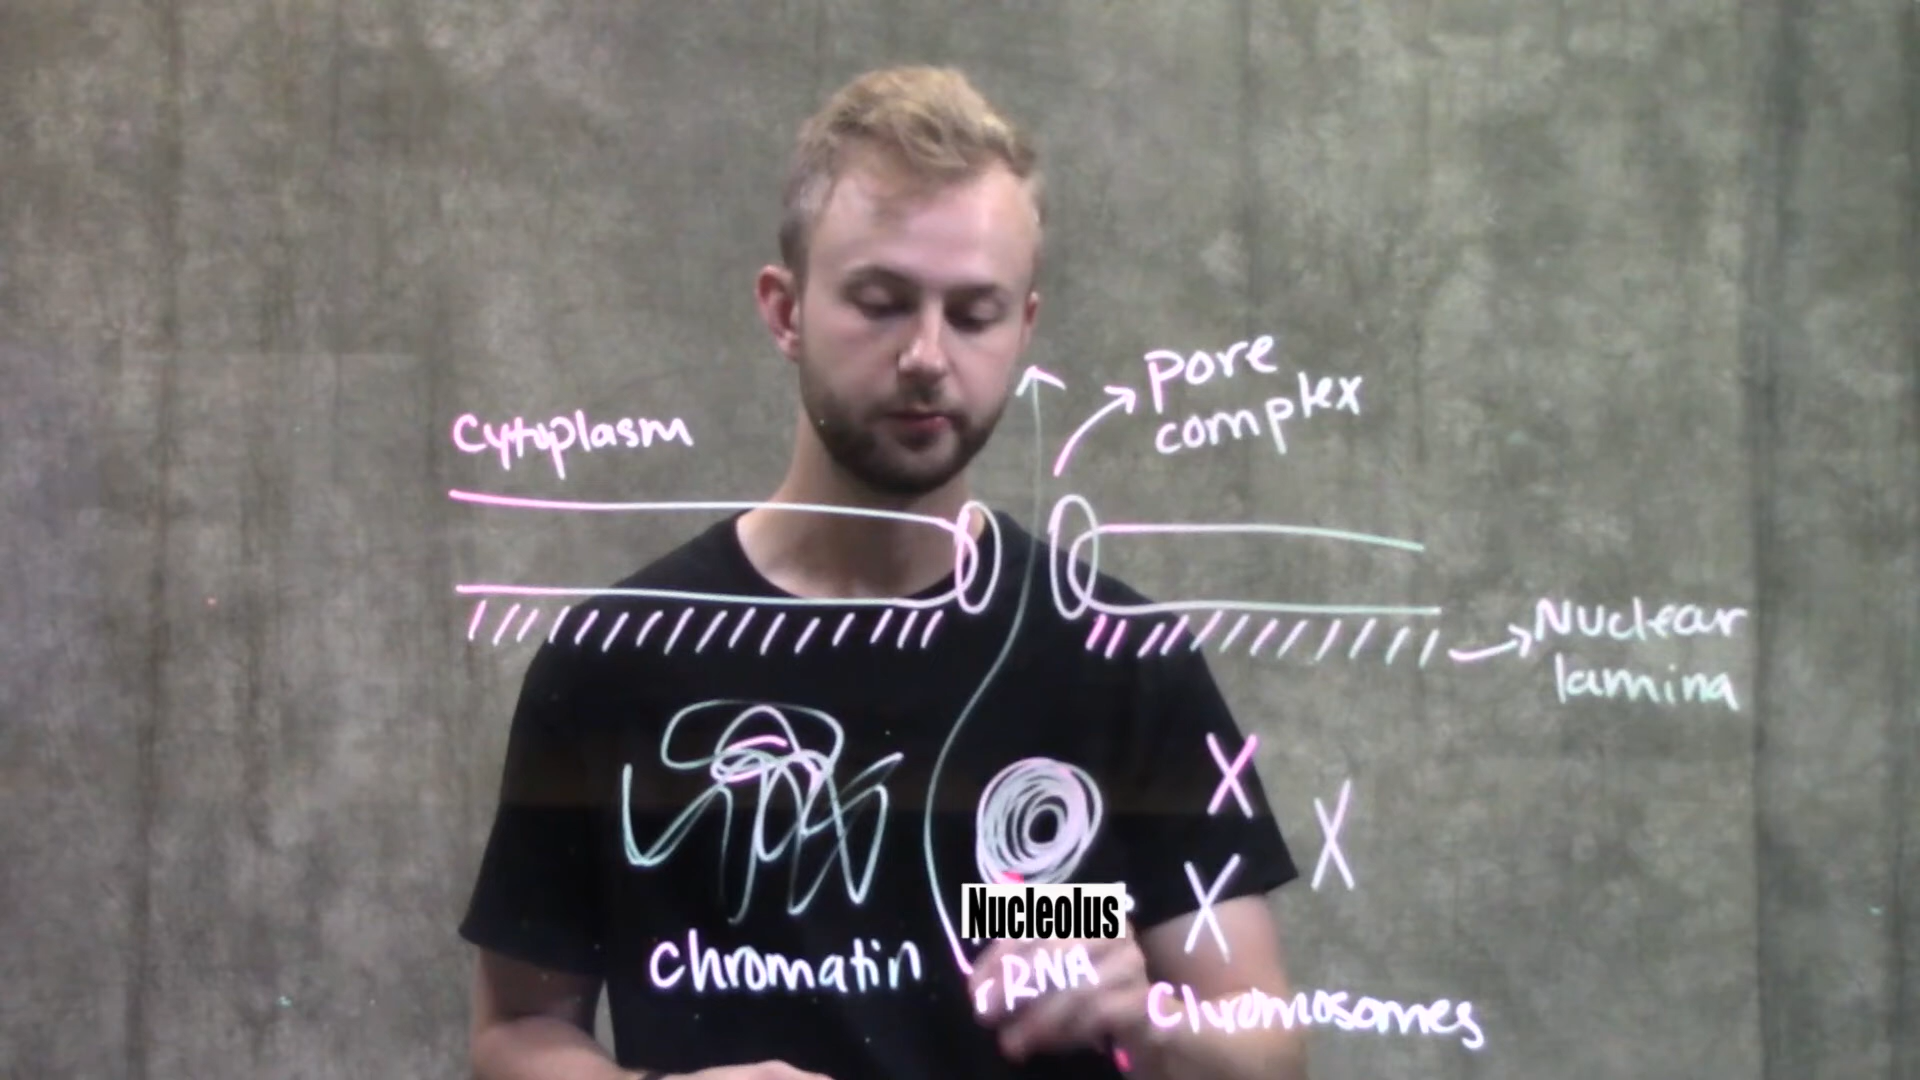 Cytoplasm
pore
complex
Nuclear
lamina
Nucleolus
chromatin
rRNA
Chromosomes